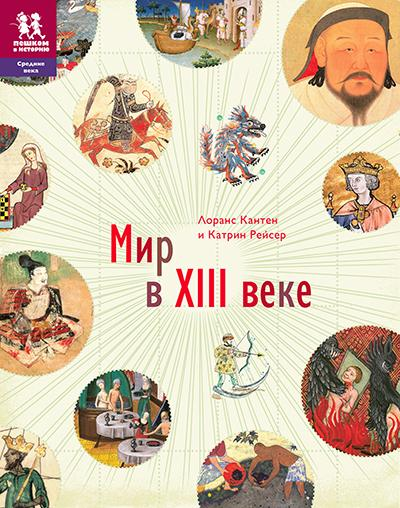 ПЕШКОМ
В ИСТОРИЮ
Средние
века
Лоранс Кантен
и Катрин Рейсер
Мир
в XIII веке